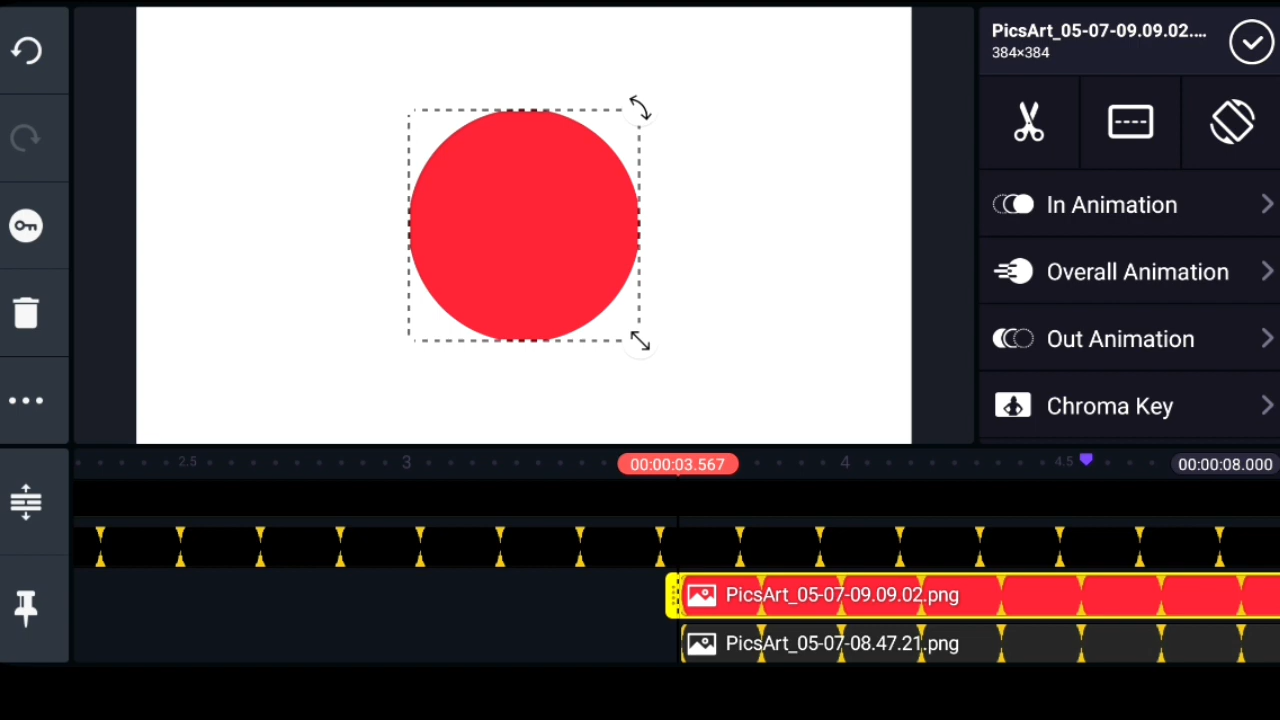 PicsArt_05-07-09.09.02....
384×384
In Animation
Overall Animation
Out Animation
Chroma Key
2.5
3
00:00:03.567
4
4.5
00:00:08.000
PicsArt_05-07-09.09.02.png
PicsArt_05-07-08.47.21.png